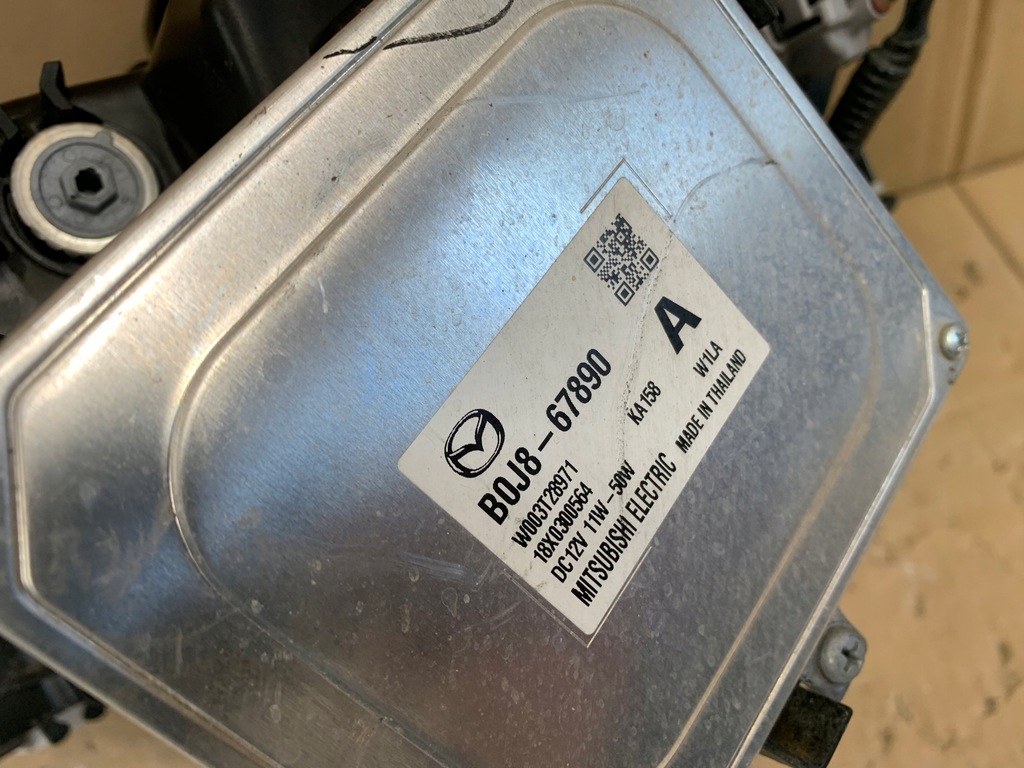 A
B0J8-67890
W003T28971
18X0300564 KA158
DC12V 11W-50W W1LA
MITSUBISHI ELECTRIC MADE IN THAILAND